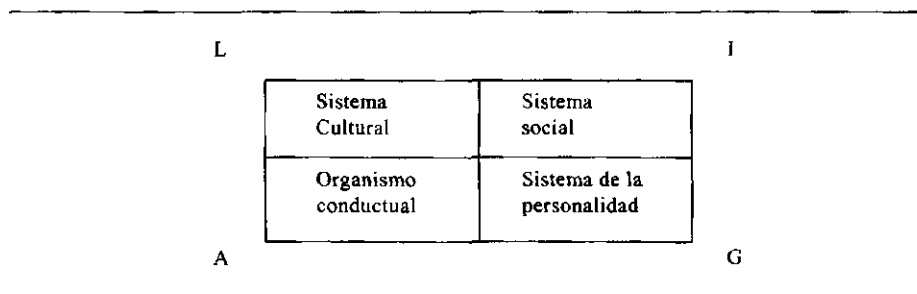 L I
Sistema Sistema
Cultural social
Organismo Sistema de la
conductual personalidad
A G